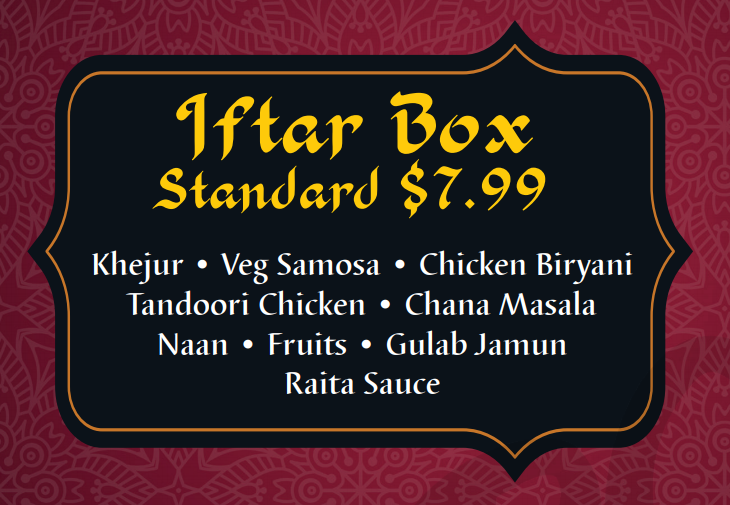 Iftar Box
Standard $7.99
Khejur • Veg Samosa • Chicken Biryani
Tandoori Chicken • Chana Masala
Naan • Fruits • Gulab Jamun
Raita Sauce